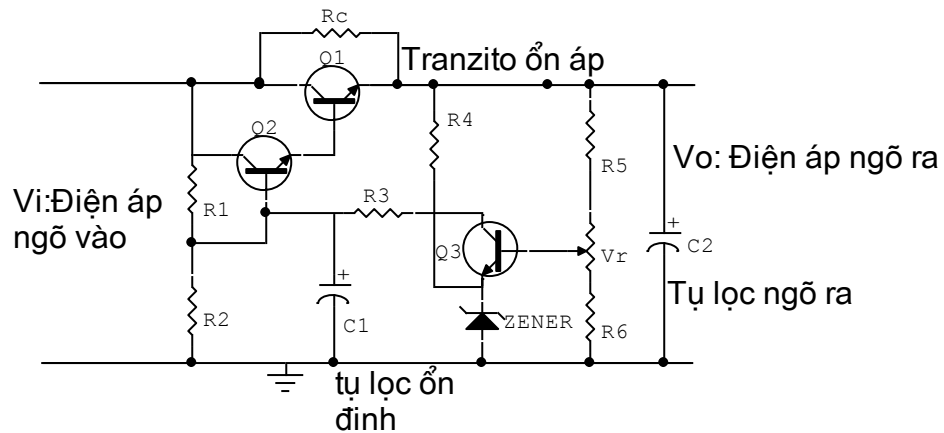 Rc
Q1
Tranzito ổn áp
Q2
R4
R5
Vo: Điện áp ngõ ra
Vi:Điện áp
ngõ vào
R1
R3
Q3
Vr
C2
R2
C1
ZENER
R6
Tụ lọc ngõ ra
tụ lọc ổn
đinh
+
+